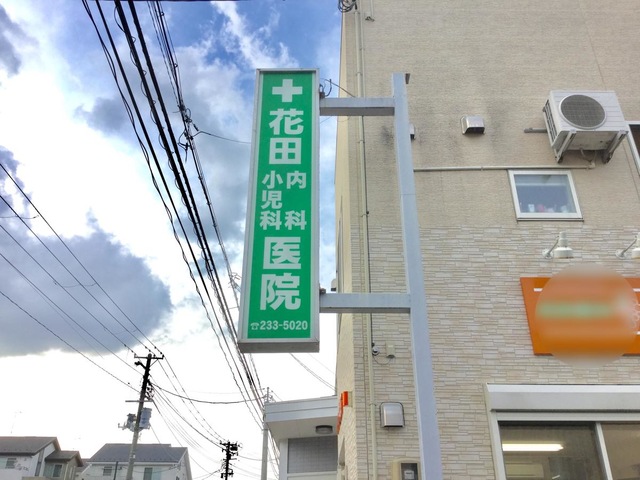 花田
内科
小児科
医院
☎233-5020